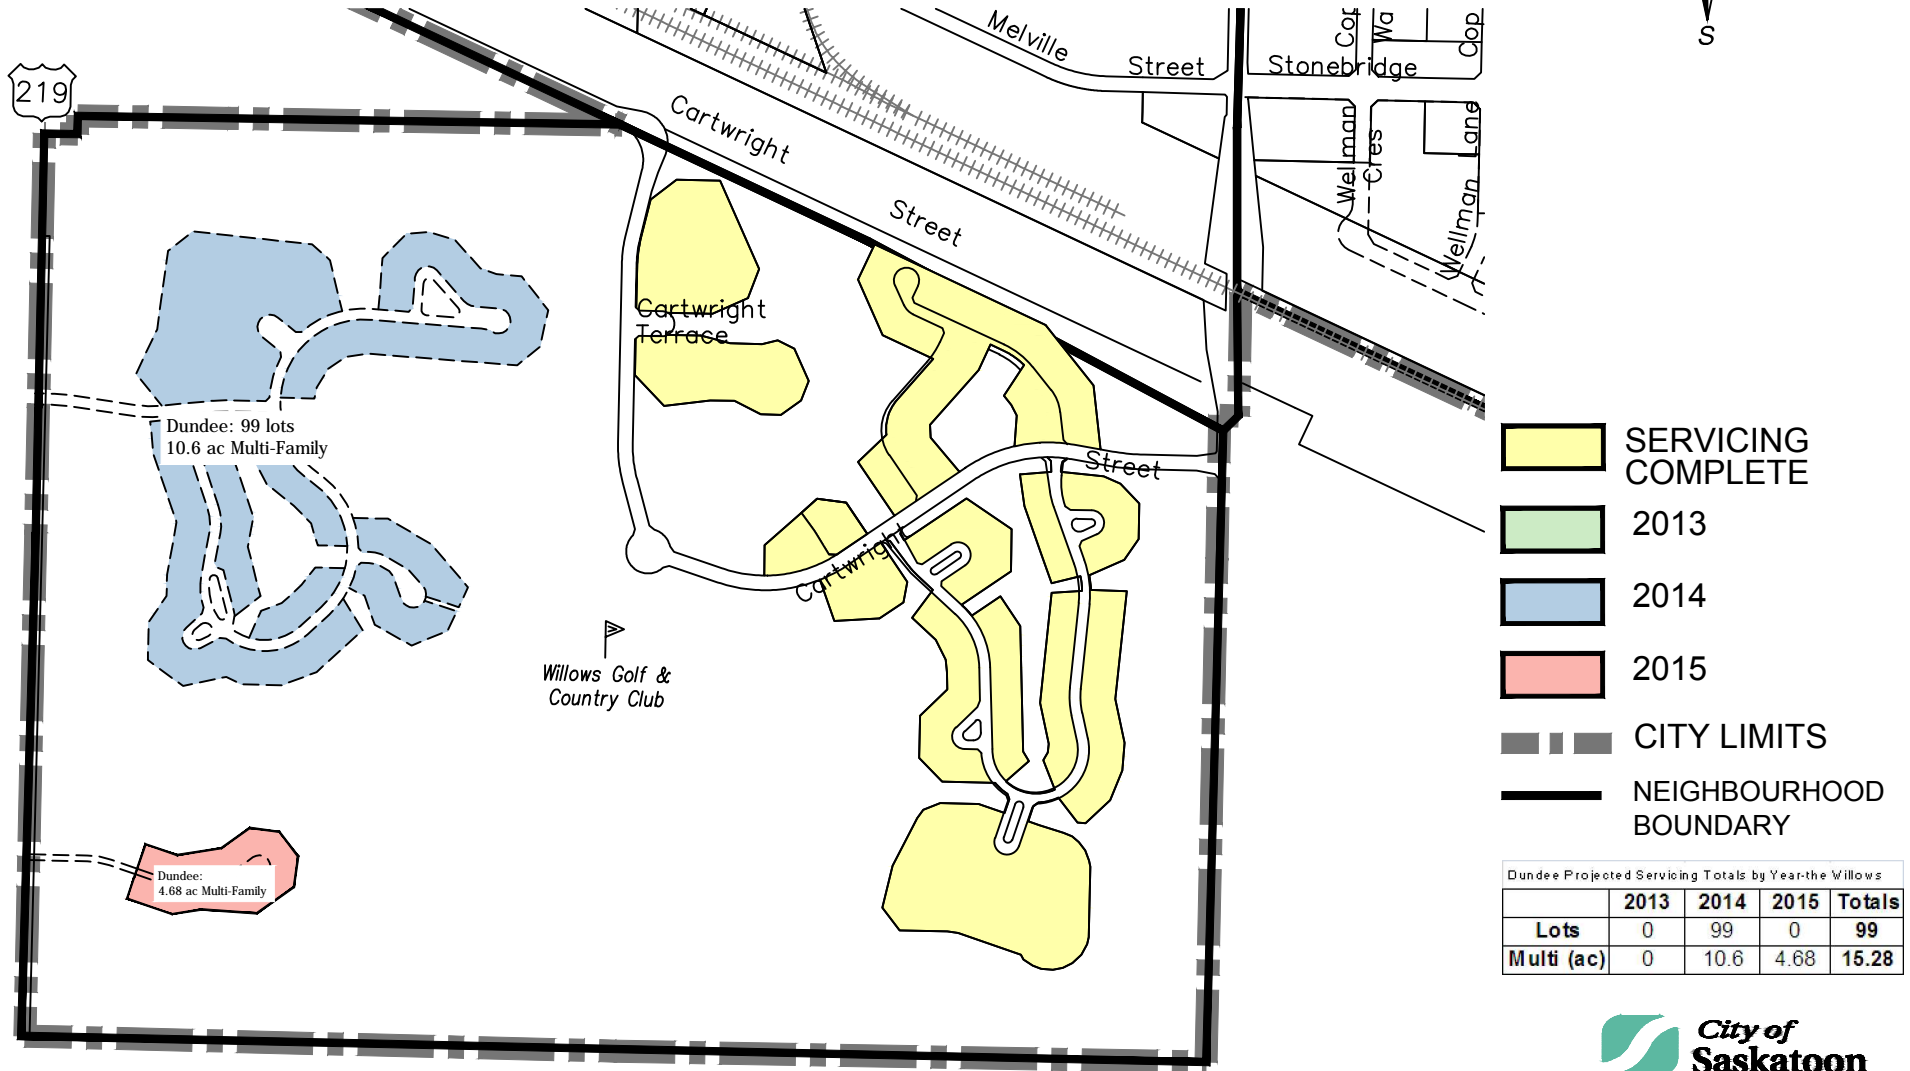 S
219
Melville
Street
Stonebridge
Cop
Wa
Cop
Cartwright
Street
Wellman
Cres
Wellman Lane
Cartwright
Terrace
Dundee: 99 lots
10.6 ac Multi-Family
Street
Cartwright
Willows Golf &
Country Club
Dundee:
4.68 ac Multi-Family
SERVICING
COMPLETE
2013
2014
2015
CITY LIMITS
NEIGHBOURHOOD
BOUNDARY
Dundee Projected Servicing Totals by Year-the Willows
2013 2014 2015 Totals
Lots 0 99 0 99
Multi (ac) 0 10.6 4.68 15.28
City of
Saskatoon